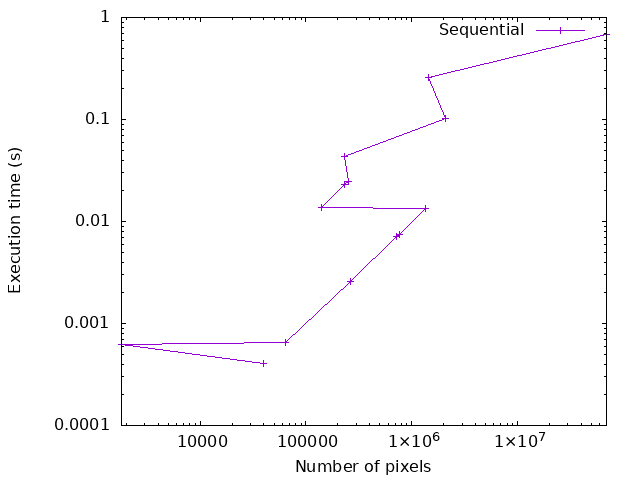 1
Sequential
0.1
0.01
0.001
0.0001
Execution time (s)
10000 100000 1×10⁶ 1×10⁷
Number of pixels